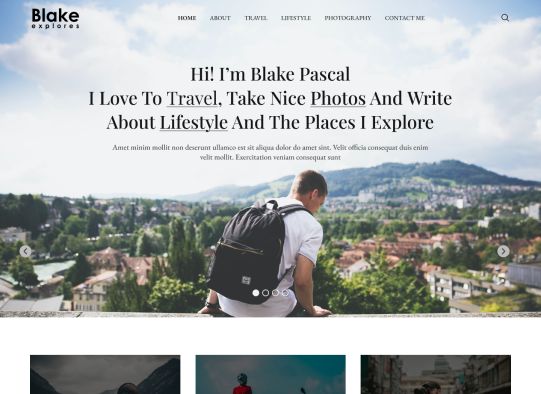 Blake
explores
HOME ABOUT TRAVEL LIFESTYLE PHOTOGRAPHY CONTACT ME
Hi! I'm Blake Pascal
I Love To Travel, Take Nice Photos And Write
About Lifestyle And The Places I Explore
Amet minim mollit non deserunt ullamco est sit aliqua dolor do amet sint. Velit officia consequat duis enim
velit mollit. Exercitation veniam consequat sunt